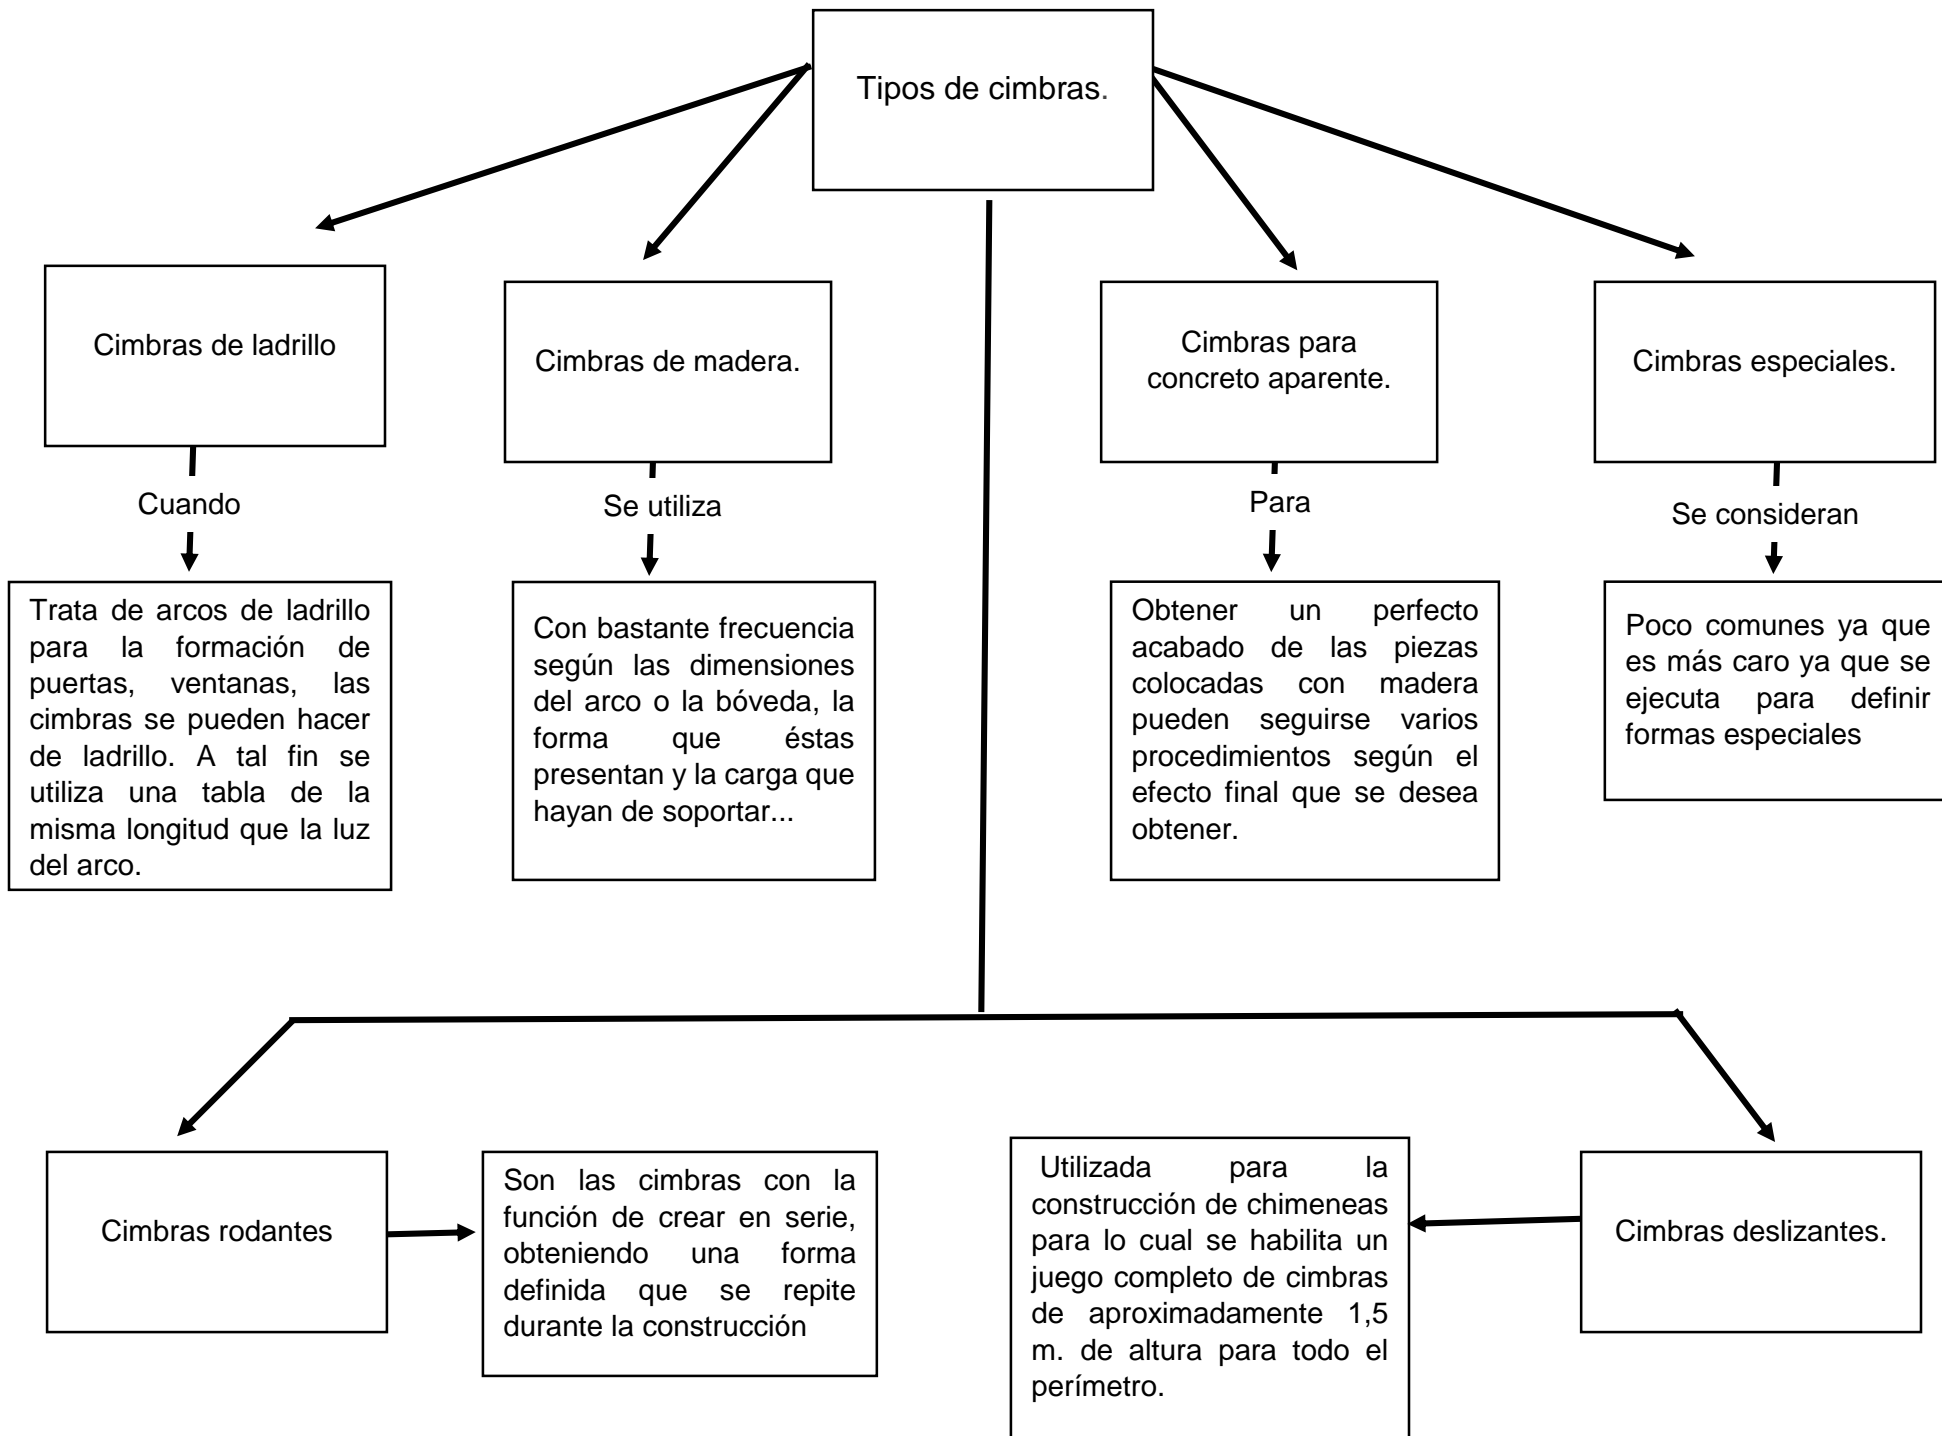 Tipos de cimbras.
Cimbras de ladrillo
Cimbras de madera.
Cimbras para
concreto aparente.
Cimbras especiales.
Cuando
Se utiliza
Para
Se consideran
Trata de arcos de ladrillo
para la formación de
puertas, ventanas, las
cimbras se pueden hacer
de ladrillo. A tal fin se
utiliza una tabla de la
misma longitud que la luz
del arco.
Con bastante frecuencia
según las dimensiones
del arco o la bóveda, la
forma que éstas
presentan y la carga que
hayan de soportar...
Obtener un perfecto
acabado de las piezas
colocadas con madera
pueden seguirse varios
procedimientos según el
efecto final que se desea
obtener.
Poco comunes ya que
es más caro ya que se
ejecuta para definir
formas especiales
Cimbras rodantes
Son las cimbras con la
función de crear en serie,
obteniendo una forma
definida que se repite
durante la construcción
Utilizada para la
construcción de chimeneas
para lo cual se habilita un
juego completo de cimbras
de aproximadamente 1,5
m. de altura para todo el
perímetro.
Cimbras deslizantes.